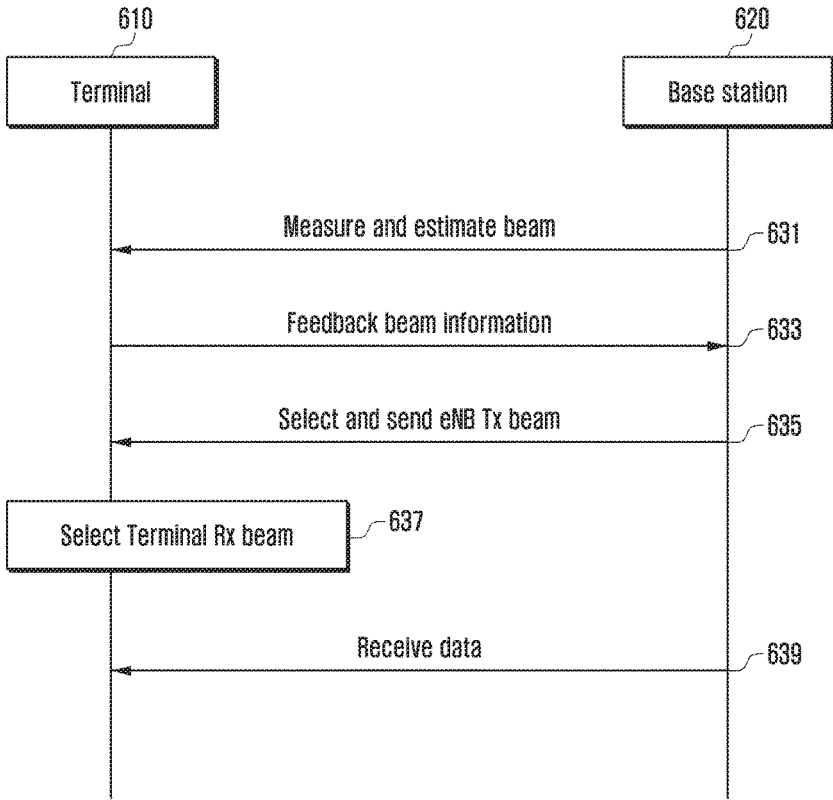 610
620
Terminal
Base station
Measure and estimate beam
631
Feedback beam information
633
Select and send eNB Tx beam
635
Select Terminal Rx beam
637
Receive data
639